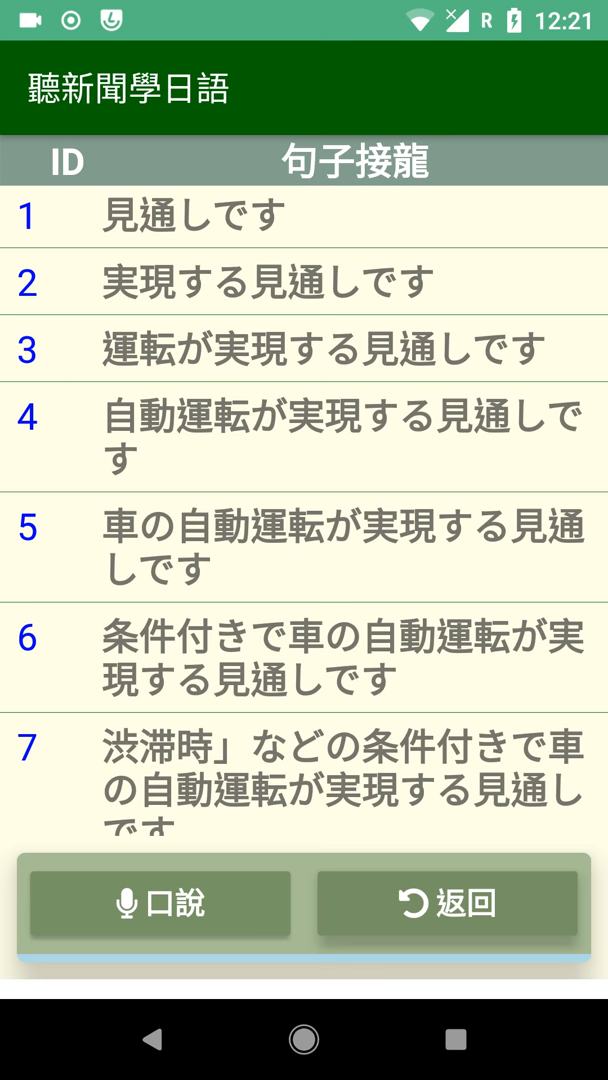 R 12:21
聽新聞學日語
ID 句子接龍
1 見通しです
2 実現する見通しです
3 運転が実現する見通しです
4 自動運転が実現する見通しで
す
5 車の自動運転が実現する見通
しです
6 条件付きで車の自動運転が実
現する見通しです
7 渋滞時」などの条件付きで車
の自動運転が実現する見通し
です
口說 返回